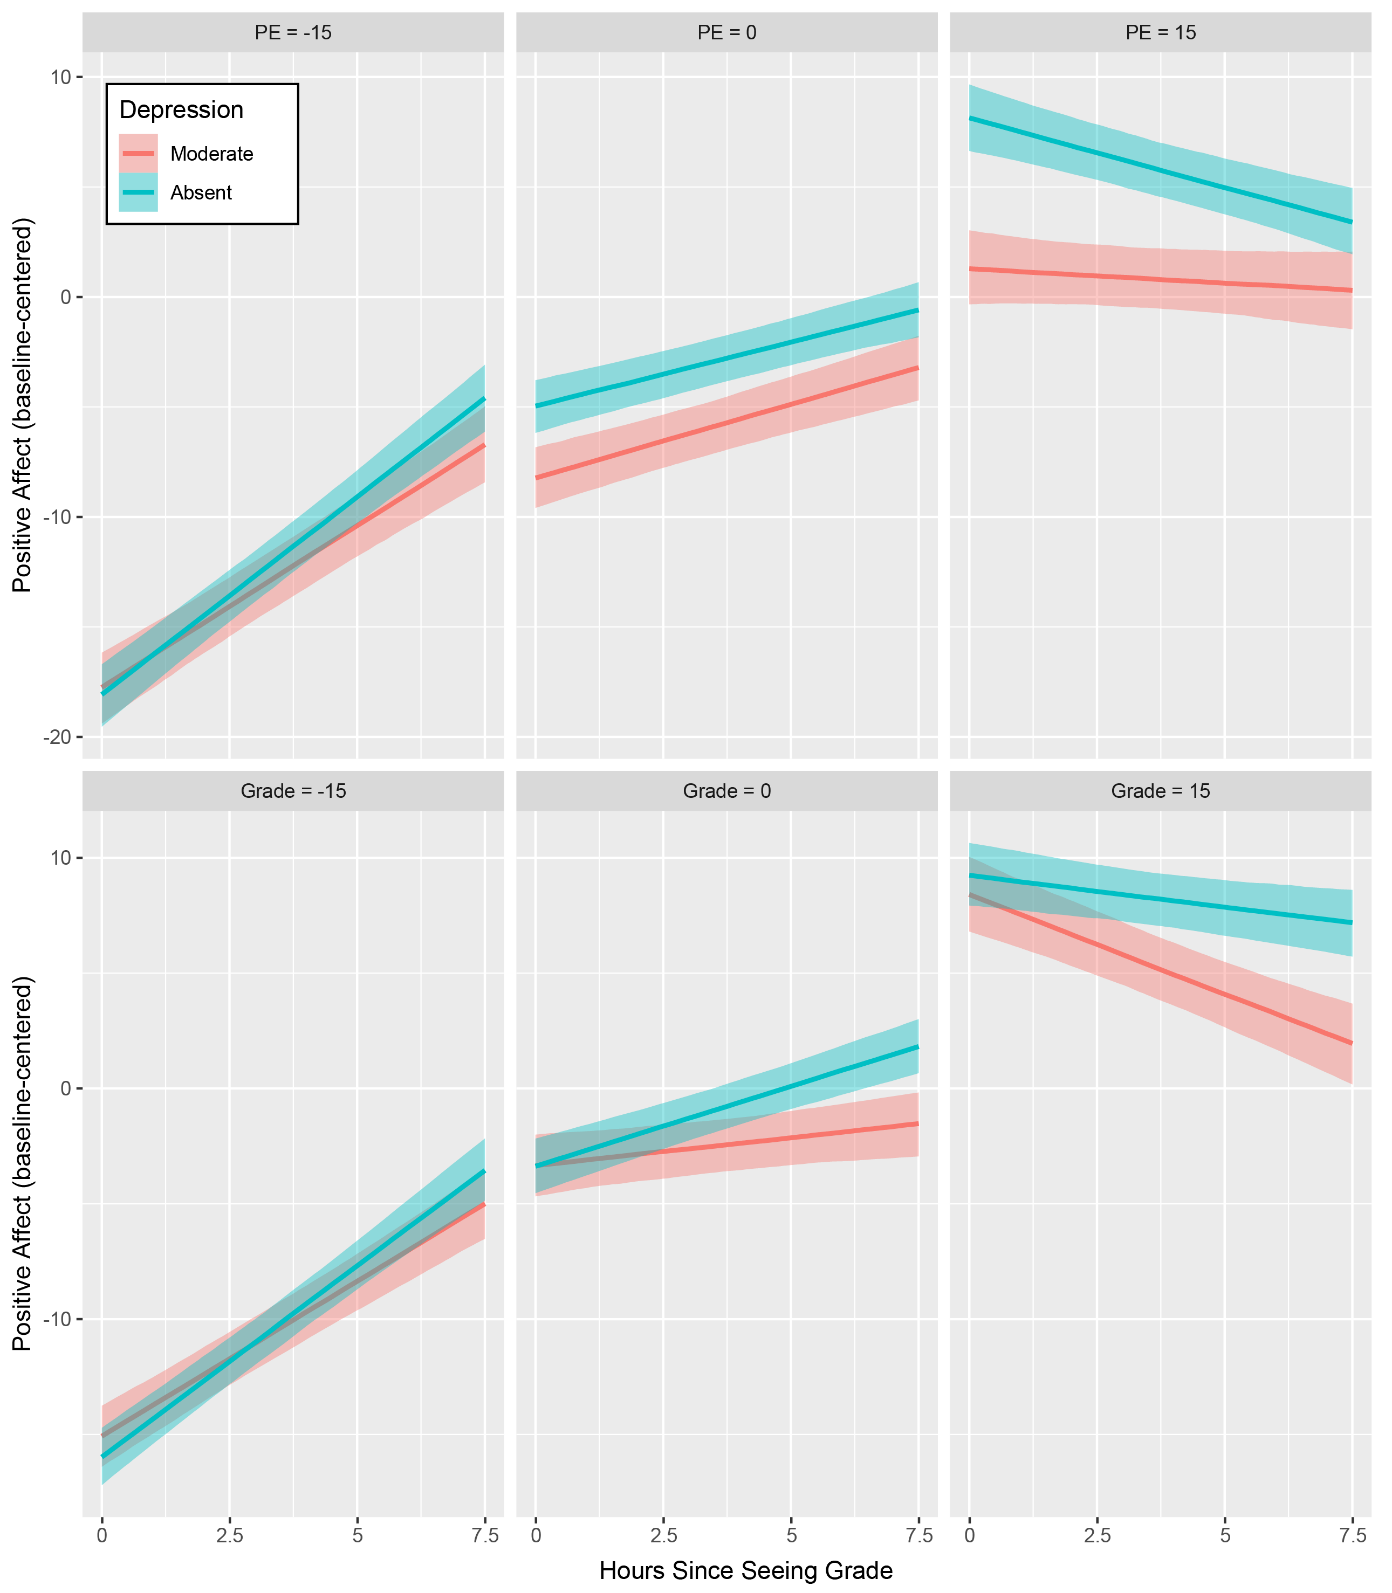 PE = -15
PE = 0
PE = 15
10
0
-10
-20
Positive Affect (baseline-centered)
Depression
Moderate
Absent
Grade = -15
Grade = 0
Grade = 15
10
0
-10
Positive Affect (baseline-centered)
0 2.5 5 7.5
0 2.5 5 7.5
0 2.5 5 7.5
Hours Since Seeing Grade